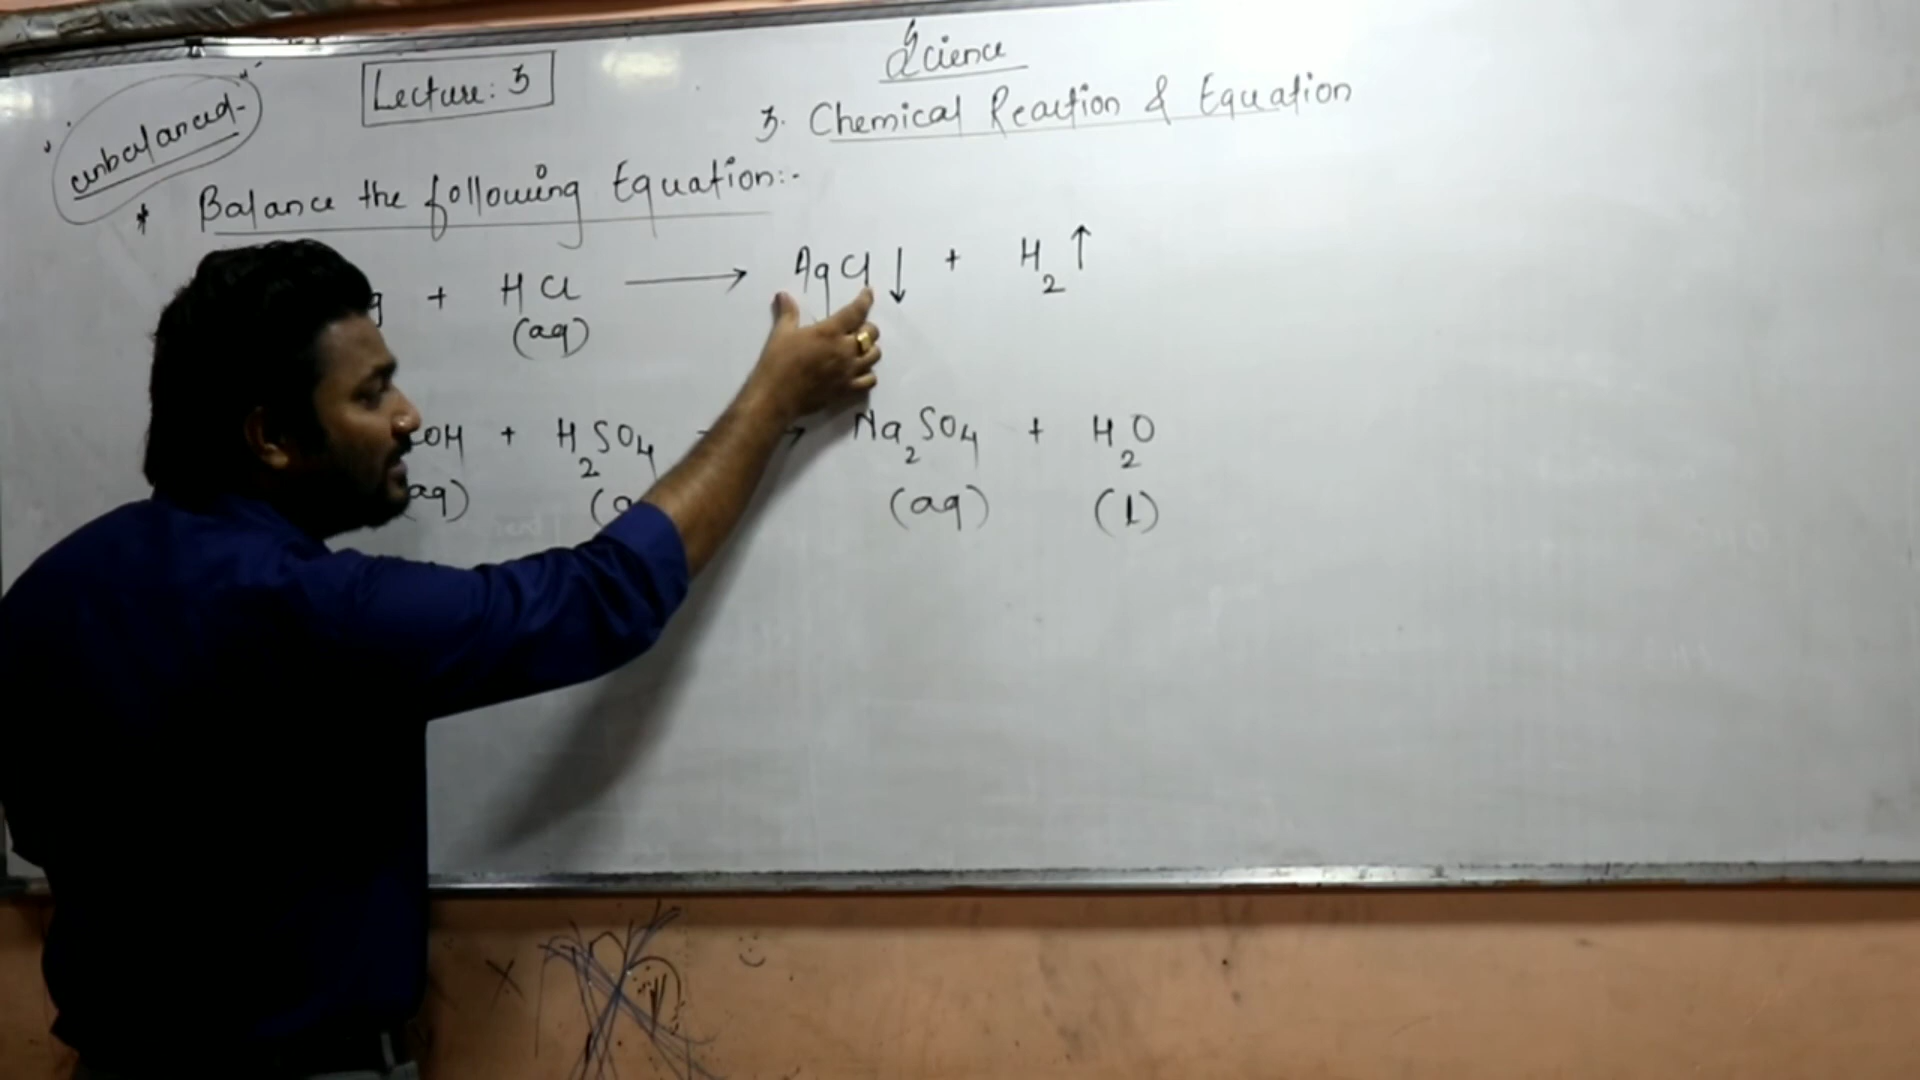 Science
Lecture: 3
3. Chemical Reaction & Equation
unbalanced
* Balance the following Equation:-
g + HCl ⟶ AgCl ↓ + H2 ↑
(aq)
OH + H2SO4 → Na2SO4 + H2O
aq) (a (aq) (l)